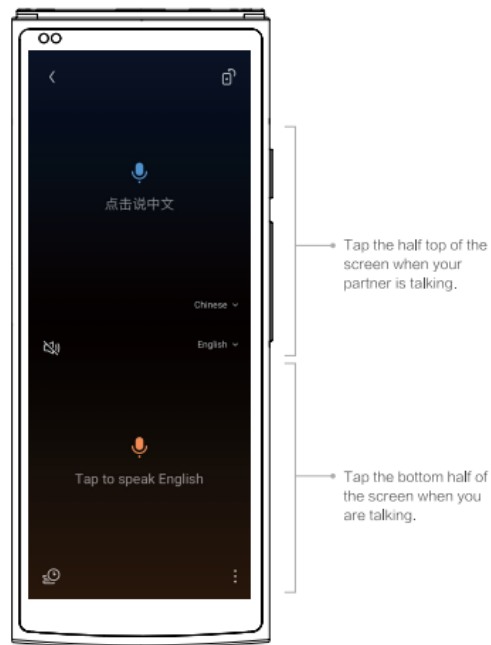 点击说中文
Tap the half top of the
screen when your
partner is talking.
Chinese
English
Tap to speak English
Tap the bottom half of
the screen when you
are talking.